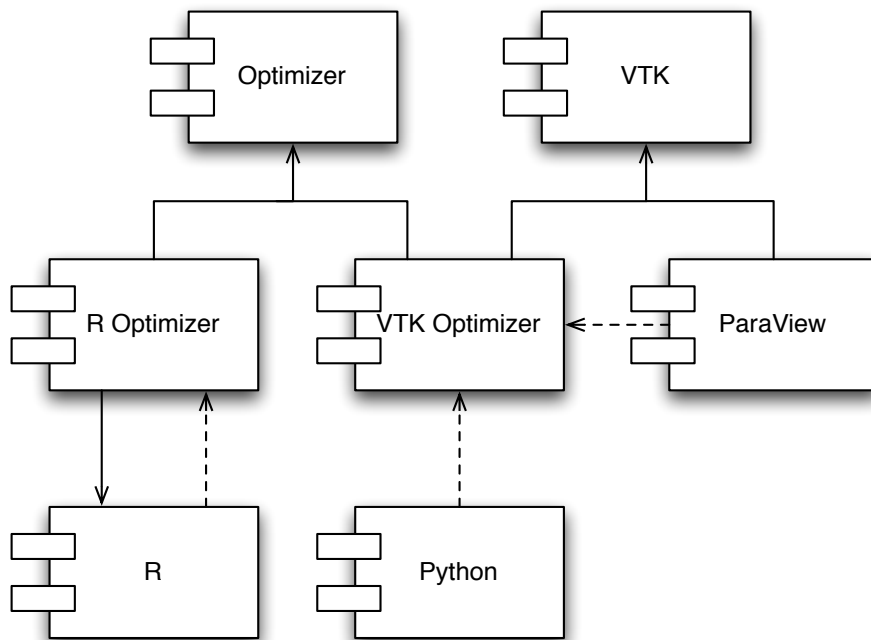 Optimizer
VTK
R Optimizer
VTK Optimizer
ParaView
R
Python